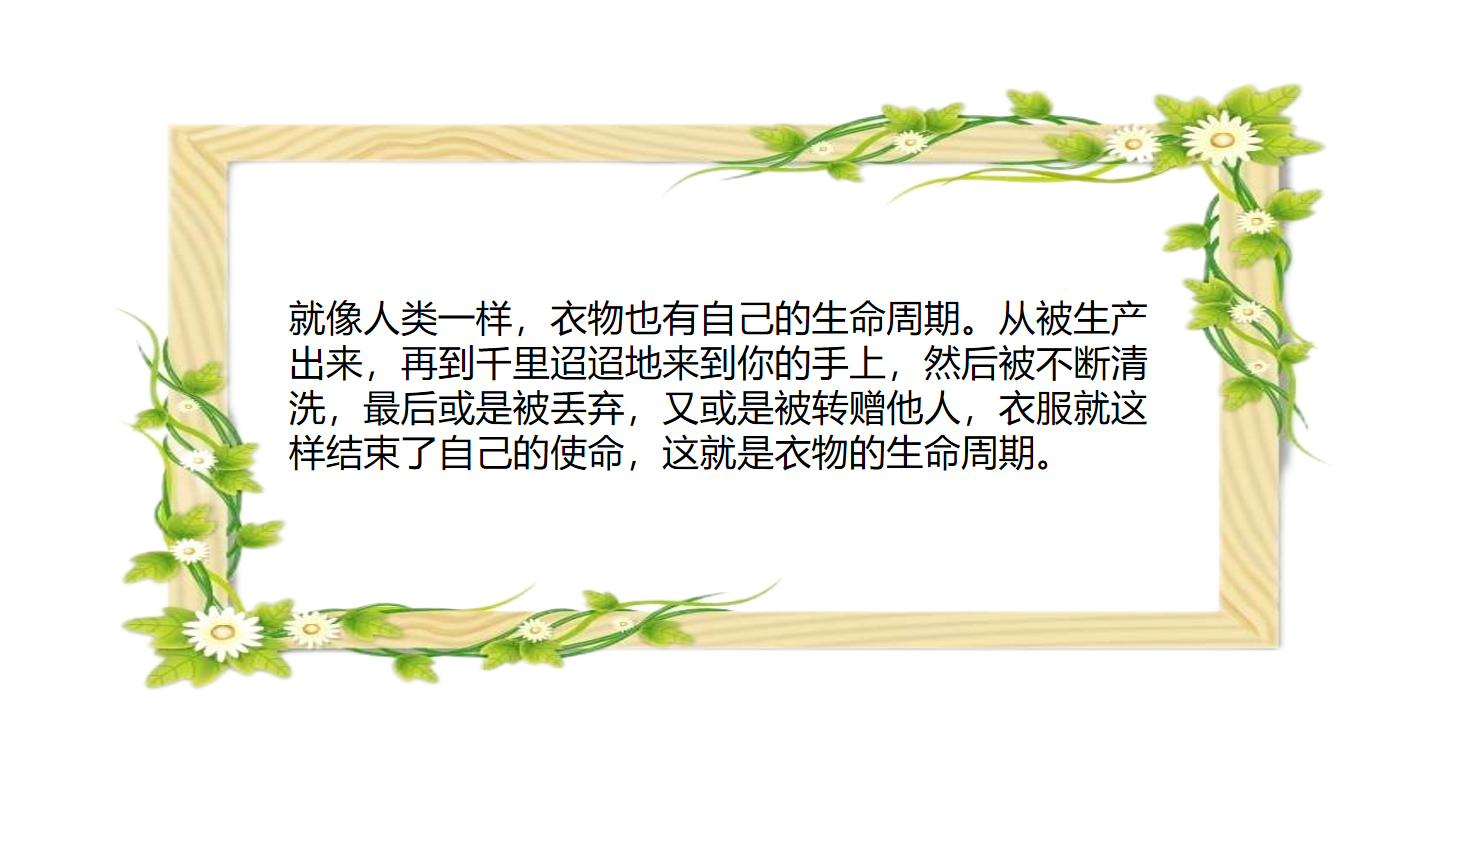 就像人类一样，衣物也有自己的生命周期。从被生产
出来，再到千里迢迢地来到你的手上，然后被不断清
洗，最后或是被丢弃，又或是被转赠他人，衣服就这
样结束了自己的使命，这就是衣物的生命周期。